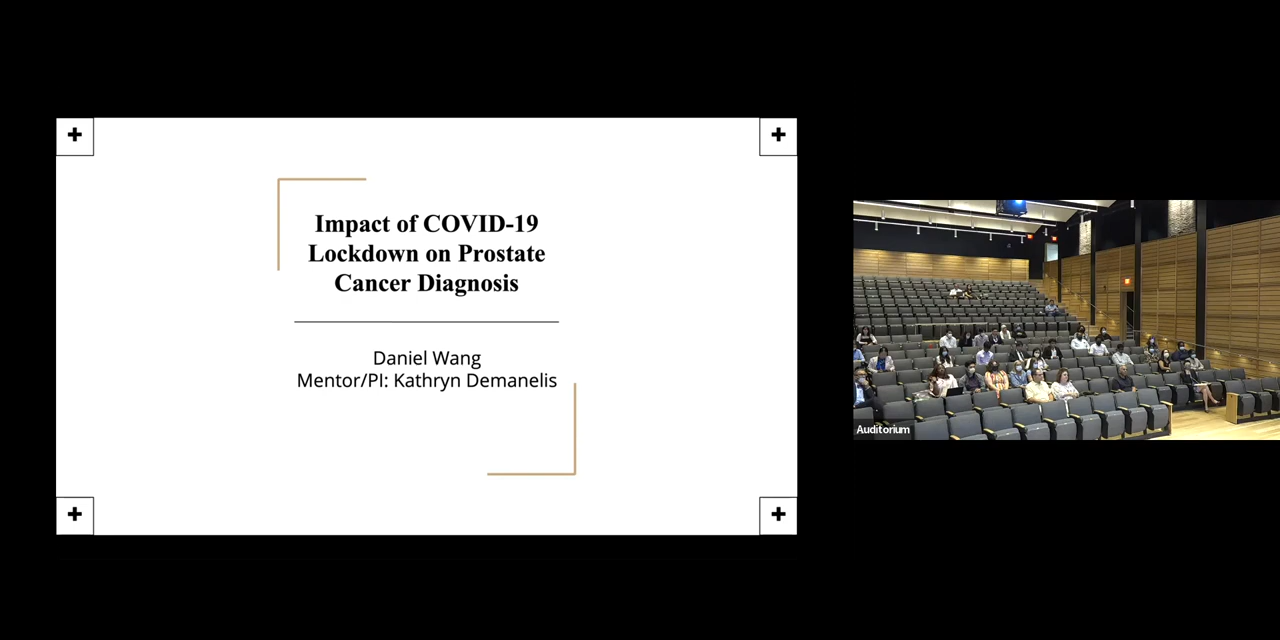 Impact of COVID-19
Lockdown on Prostate
Cancer Diagnosis
Daniel Wang
Mentor/PI: Kathryn Demanelis
Auditorium